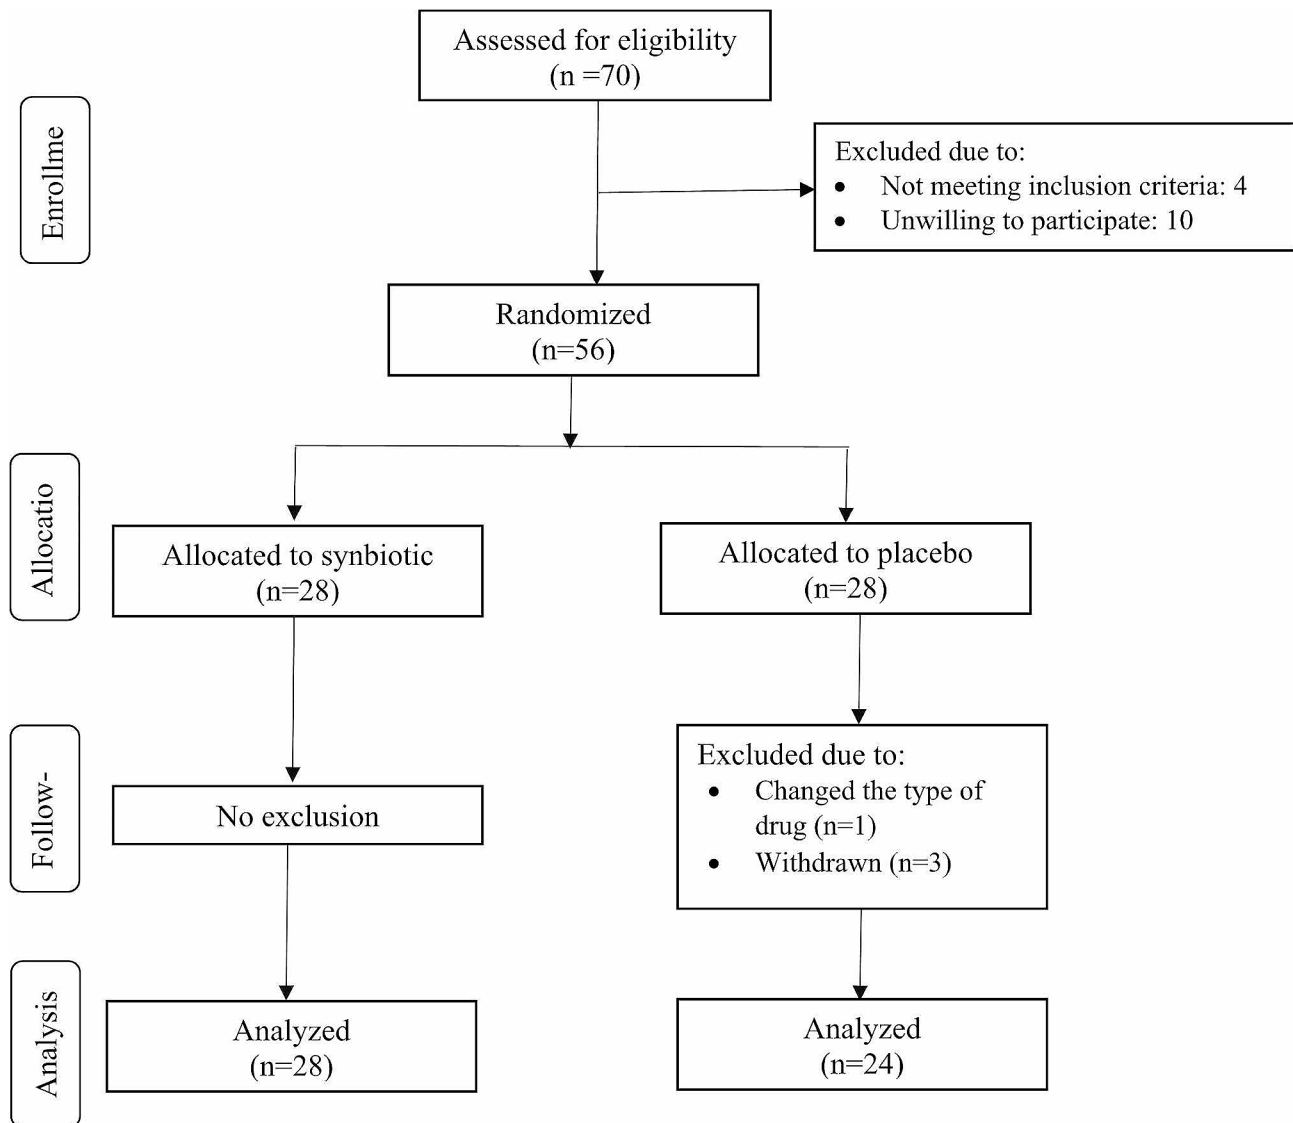 Assessed for eligibility
(n =70)
Enrollme
Excluded due to:
• Not meeting inclusion criteria: 4
• Unwilling to participate: 10
Randomized
(n=56)
Allocatio
Allocated to synbiotic
(n=28)
Allocated to placebo
(n=28)
Follow-
No exclusion
Excluded due to:
• Changed the type of
drug (n=1)
• Withdrawn (n=3)
Analysis
Analyzed
(n=28)
Analyzed
(n=24)